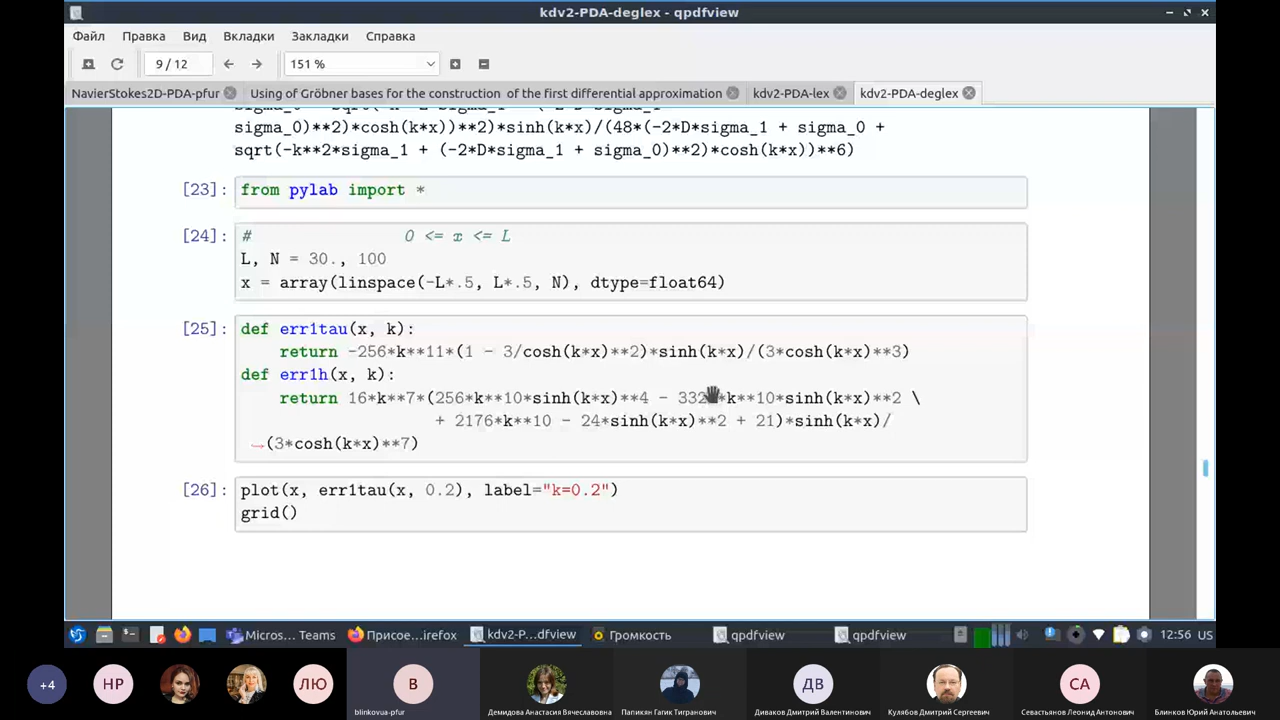 kdv2-PDA-deglex - qpdfview
Файл Правка Вид Вкладки Закладки Справка
9 / 12 151 %
NavierStokes2D-PDA-pfur Using of Gröbner bases for the construction of the first differential approximation kdv2-PDA-lex kdv2-PDA-deglex
sigma_0)**2)*cosh(k*x))**2)*sinh(k*x)/(48*(-2*D*sigma_1 + sigma_0 +
sqrt(-k**2*sigma_1 + (-2*D*sigma_1 + sigma_0)**2)*cosh(k*x))**6)
[23]: from pylab import *
[24]: # 0 <= x <= L
L, N = 30., 100
x = array(linspace(-L*.5, L*.5, N), dtype=float64)
[25]: def err1tau(x, k):
return -256*k**11*(1 - 3/cosh(k*x)**2)*sinh(k*x)/(3*cosh(k*x)**3)
def err1h(x, k):
return 16*k**7*(256*k**10*sinh(k*x)**4 - 332 *k**10*sinh(k*x)**2 \
+ 2176*k**10 - 24*sinh(k*x)**2 + 21)*sinh(k*x)/
(3*cosh(k*x)**7)
[26]: plot(x, err1tau(x, 0.2), label="k=0.2")
grid()
Micros... Teams Присое...irefox kdv2-P...dfview Громкость qpdfview qpdfview 12:56 US
+4 НР ЛЮ В ДВ СА
blinkovua-pfur Демидова Анастасия Вячеславовна Папикян Гагик Тигранович Диваков Дмитрий Валентинович Кулябов Дмитрий Сергеевич Севастьянов Леонид Антонович Блинков Юрий Анатольевич